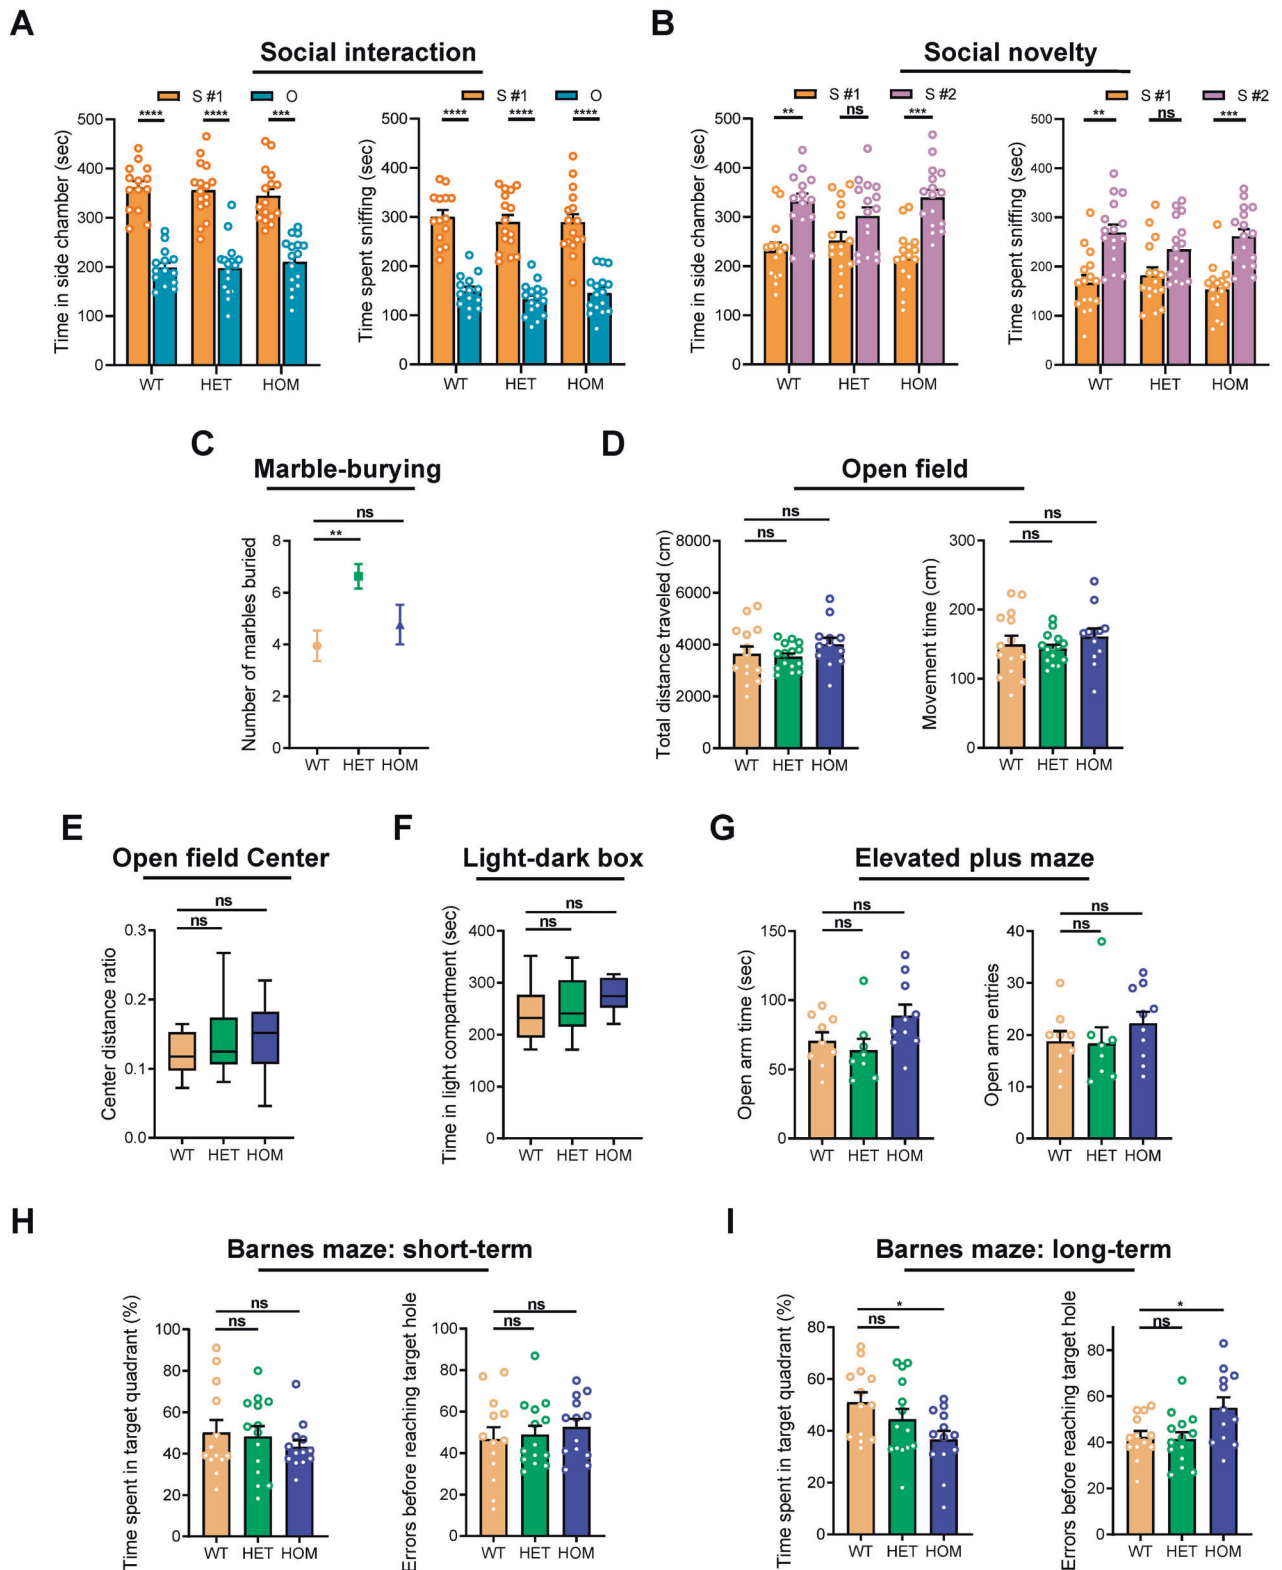 A
Social interaction
S #1 O
**** **** ***
Time in side chamber (sec)
500
400
300
200
100
0
WT HET HOM
S #1 O
**** **** ****
Time spent sniffing (sec)
500
400
300
200
100
0
WT HET HOM
B
Social novelty
S #1 S #2
** ns ***
Time in side chamber (sec)
500
400
300
200
100
0
WT HET HOM
S #1 S #2
** ns ***
Time spent sniffing (sec)
500
400
300
200
100
0
WT HET HOM
C
Marble-burying
ns
**
Number of marbles buried
8
6
4
2
0
WT HET HOM
D
Open field
ns
ns
Total distance traveled (cm)
8000
6000
4000
2000
0
WT HET HOM
ns
ns
Movement time (cm)
300
200
100
0
WT HET HOM
E
Open field Center
ns
ns
Center distance ratio
0.3
0.2
0.1
0.0
WT HET HOM
F
Light-dark box
ns
ns
Time in light compartment (sec)
400
300
200
100
0
WT HET HOM
G
Elevated plus maze
ns
ns
Open arm time (sec)
150
100
50
0
WT HET HOM
ns
ns
Open arm entries
40
30
20
10
0
WT HET HOM
H
Barnes maze: short-term
ns
ns
Time spent in target quadrant (%)
100
80
60
40
20
0
WT HET HOM
ns
ns
Errors before reaching target hole
100
80
60
40
20
0
WT HET HOM
I
Barnes maze: long-term
*
ns
Time spent in target quadrant (%)
80
60
40
20
0
WT HET HOM
*
ns
Errors before reaching target hole
80
60
40
20
0
WT HET HOM